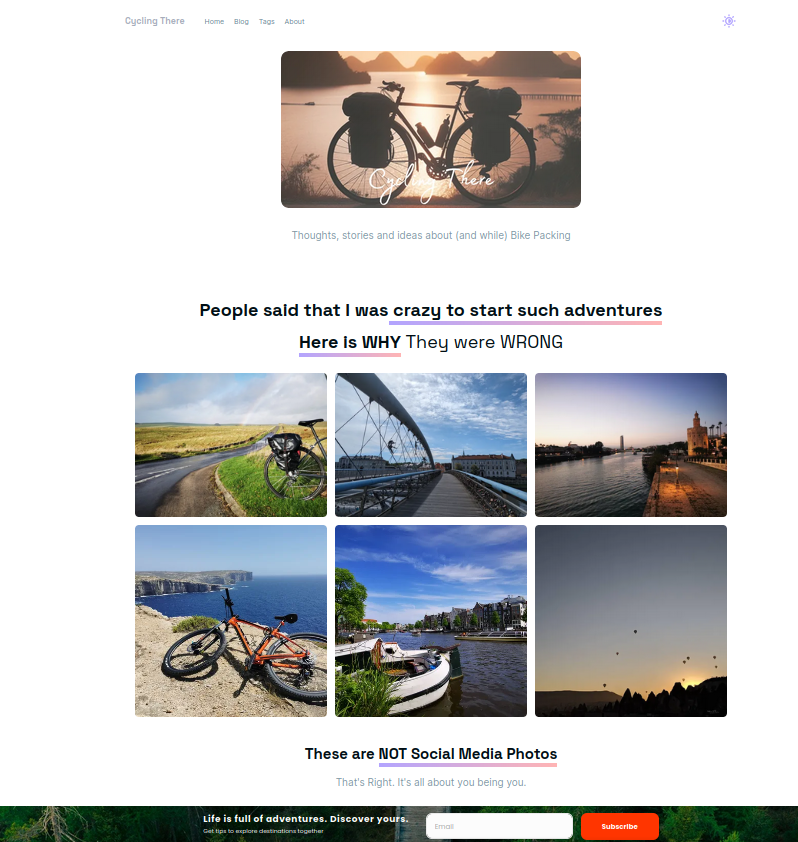 Cycling There Home Blog Tags About
Cycling There
Thoughts, stories and ideas about (and while) Bike Packing
People said that I was crazy to start such adventures
Here is WHY They were WRONG
These are NOT Social Media Photos
That's Right. It's all about you being you.
Life is full of adventures. Discover yours.
Get tips to explore destinations together
Email
Subscribe